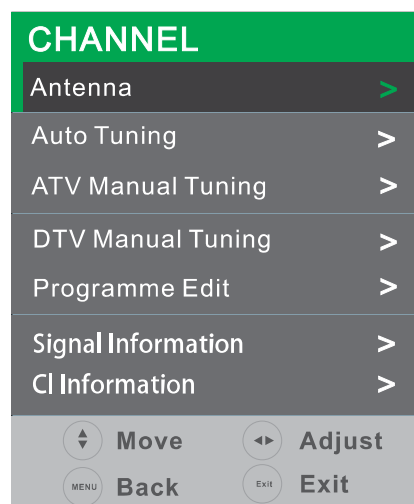 CHANNEL
Antenna >
Auto Tuning >
ATV Manual Tuning >
DTV Manual Tuning >
Programme Edit >
Signal Information >
CI Information >
Move Adjust
MENU Back Exit Exit